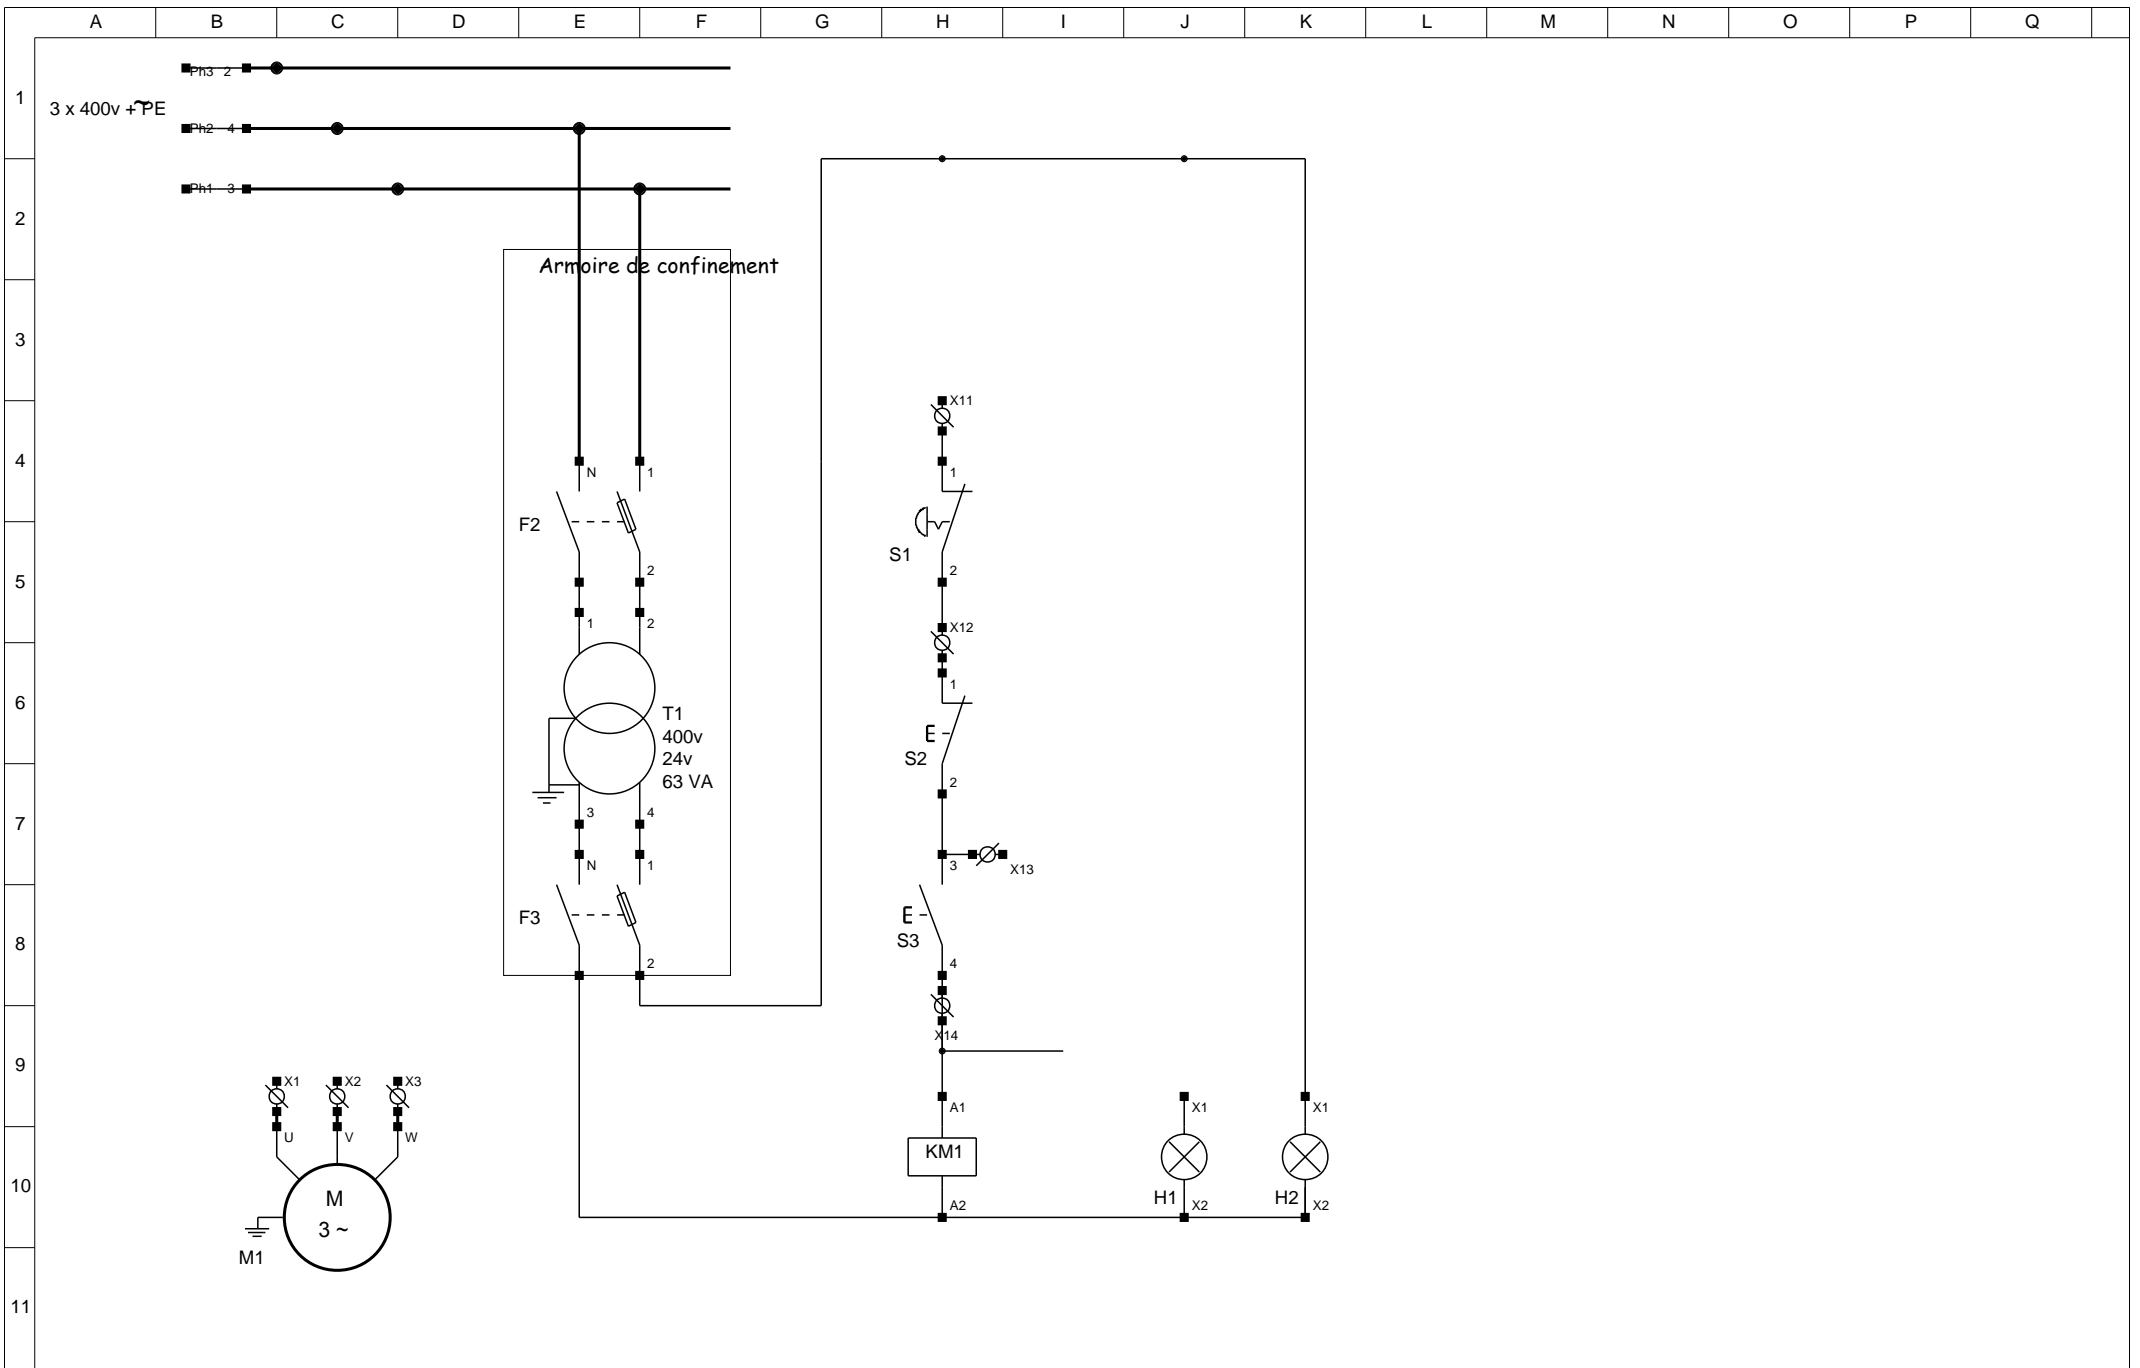 A B C D E F G H I J K L M N O P Q
Ph3 2
1
3 x 400v + PE
~
Ph2 4
Ph1 3
2
Armoire de confinement
3
X11
4
N 1 1
F2
S1
2 2
5
1 2
X12
1
6
T1
400v
24v
63 VA
E
S2
2
3 4
7
N 1 3
X13
F3
E
S3
8
2 4
X14
9
X1 X2 X3
A1 X1 X1
U V W
KM1
10
M
3 ~
H1 H2
A2 X2 X2
M1
11